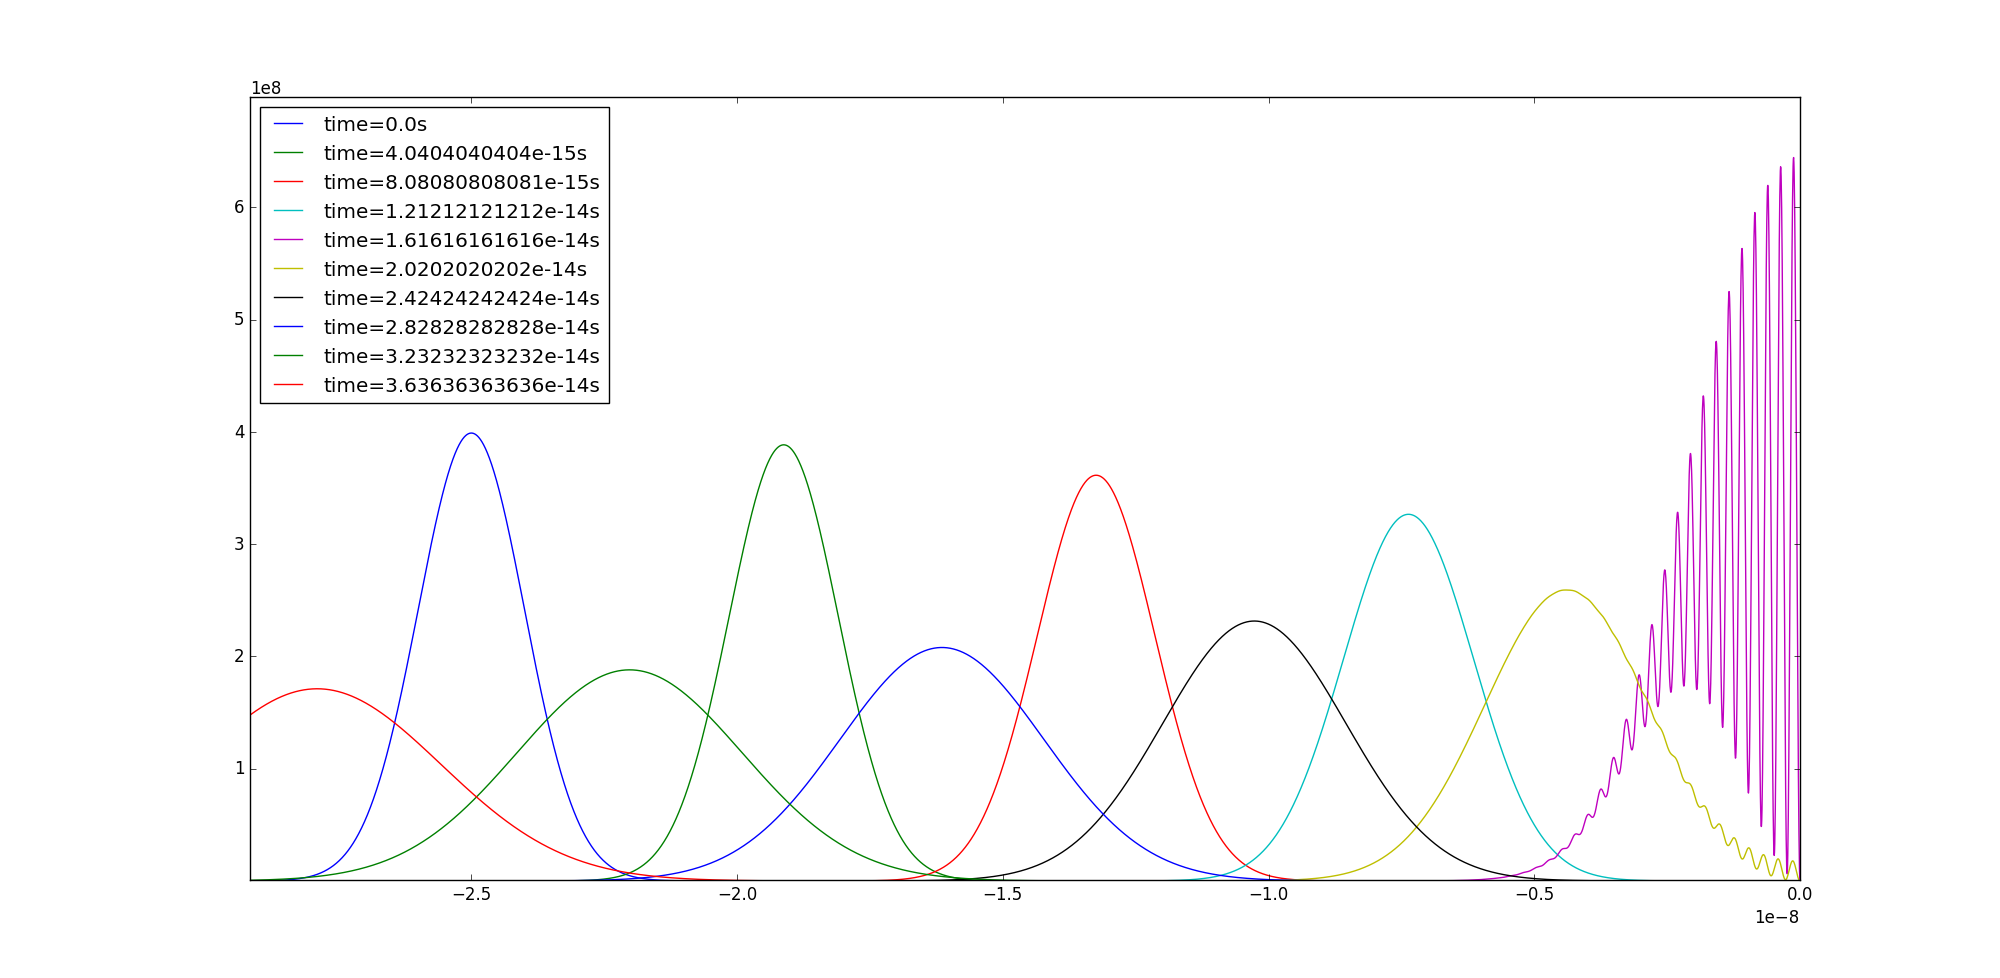 1e8
time=0.0s
time=4.0404040404e-15s
time=8.08080808081e-15s
time=1.21212121212e-14s
time=1.61616161616e-14s
time=2.0202020202e-14s
time=2.42424242424e-14s
time=2.82828282828e-14s
time=3.23232323232e-14s
time=3.63636363636e-14s
6
5
4
3
2
1
−2.5 −2.0 −1.5 −1.0 −0.5 0.0
1e−8